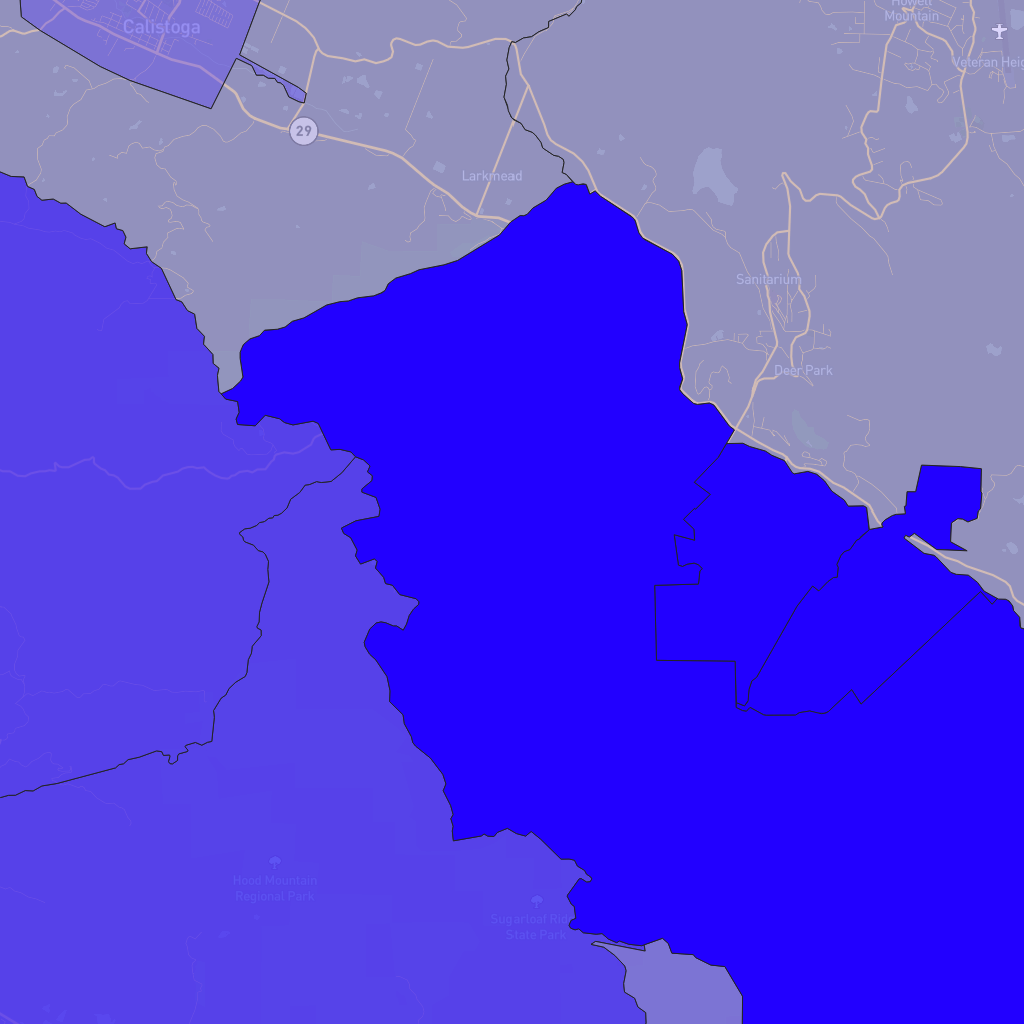 Howell
Mountain
Calistoga
Veteran Heig
29
Larkmead
Sanitarium
Deer Park
Hood Mountain
Regional Park
Sugarloaf Rid
State Park